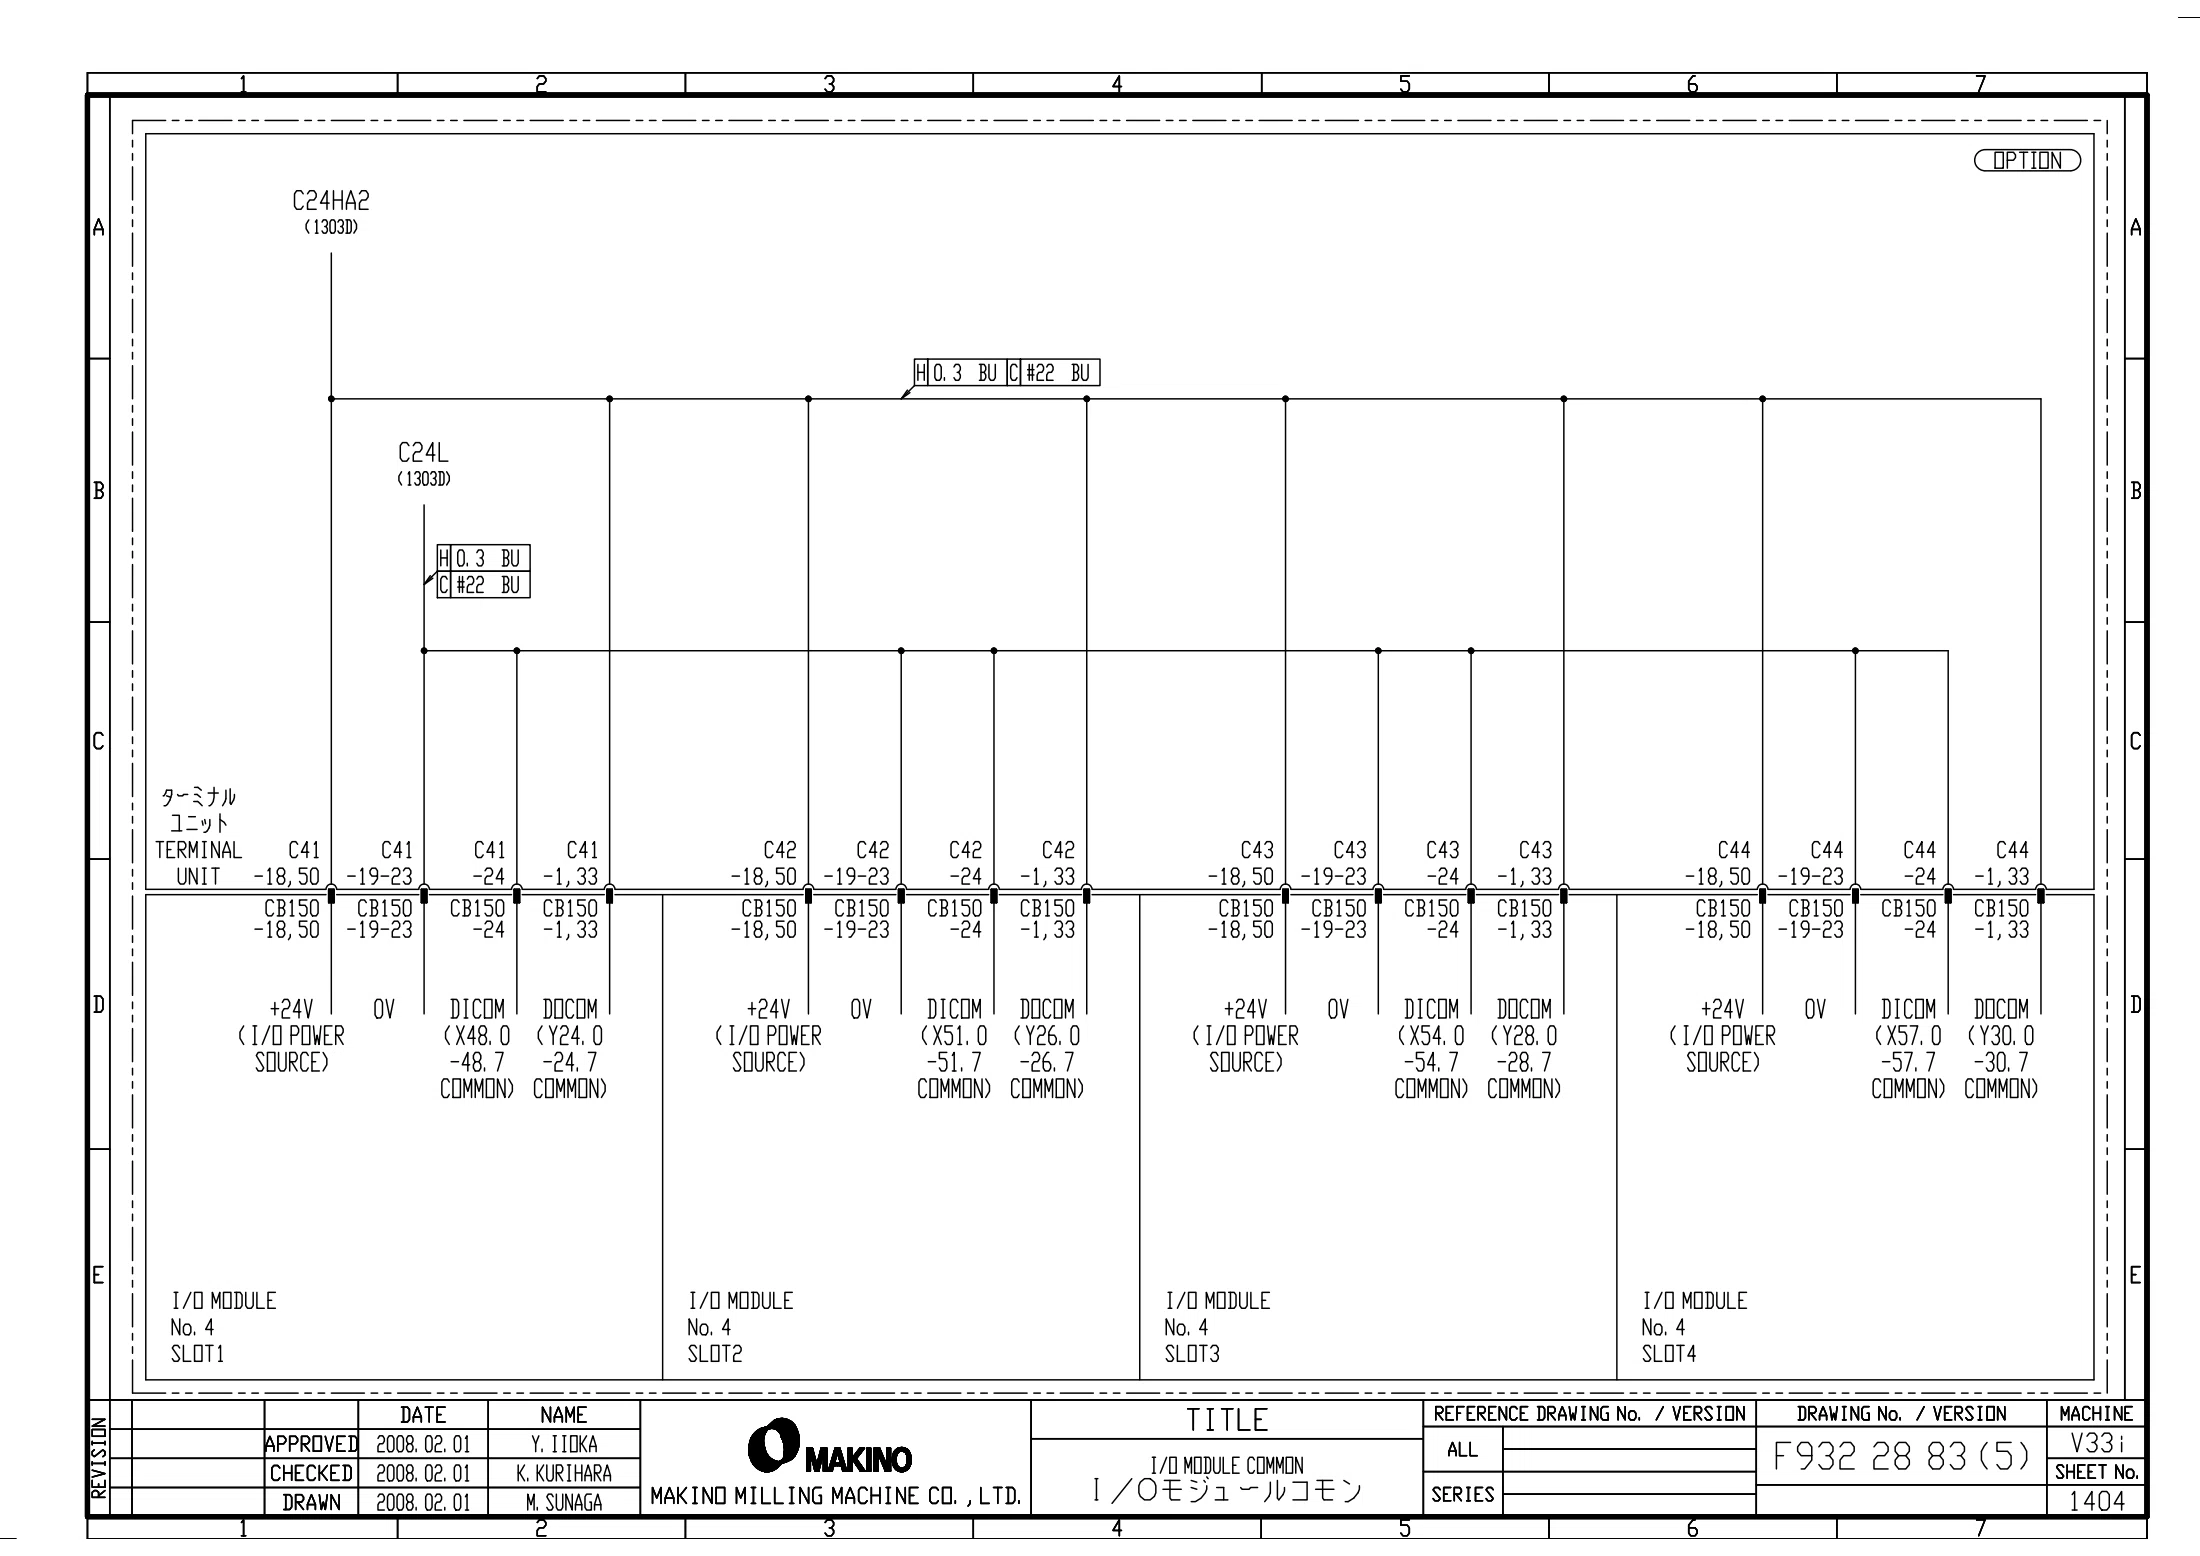 1 2 3 4 5 6 7
OPTION
A A
C24HA2
(1303D)
H 0.3 BU C #22 BU
C24L
(1303D)
B B
H 0.3 BU
C #22 BU
C C
ターミナル
ユニット
TERMINAL
UNIT
C41 C41 C41 C41 C42 C42 C42 C42 C43 C43 C43 C43 C44 C44 C44 C44
-18,50 -19-23 -24 -1,33 -18,50 -19-23 -24 -1,33 -18,50 -19-23 -24 -1,33 -18,50 -19-23 -24 -1,33
CB150 CB150 CB150 CB150 CB150 CB150 CB150 CB150 CB150 CB150 CB150 CB150 CB150 CB150 CB150 CB150
-18,50 -19-23 -24 -1,33 -18,50 -19-23 -24 -1,33 -18,50 -19-23 -24 -1,33 -18,50 -19-23 -24 -1,33
D D
+24V
(I/O POWER
SOURCE)
0V
DICOM
(X48.0
-48.7
COMMON)
DOCOM
(Y24.0
-24.7
COMMON)
+24V
(I/O POWER
SOURCE)
0V
DICOM
(X51.0
-51.7
COMMON)
DOCOM
(Y26.0
-26.7
COMMON)
+24V
(I/O POWER
SOURCE)
0V
DICOM
(X54.0
-54.7
COMMON)
DOCOM
(Y28.0
-28.7
COMMON)
+24V
(I/O POWER
SOURCE)
0V
DICOM
(X57.0
-57.7
COMMON)
DOCOM
(Y30.0
-30.7
COMMON)
E E
I/O MODULE
No.4
SLOT1
I/O MODULE
No.4
SLOT2
I/O MODULE
No.4
SLOT3
I/O MODULE
No.4
SLOT4
REVISION
DATE NAME
APPROVED 2008.02.01 Y.IIOKA
CHECKED 2008.02.01 K.KURIHARA
DRAWN 2008.02.01 M.SUNAGA
MAKINO
MAKINO MILLING MACHINE CO.,LTD.
TITLE
I/O MODULE COMMON
I/Oモジュールコモン
REFERENCE DRAWING No. / VERSION
ALL
SERIES
DRAWING No. / VERSION
F932 28 83(5)
MACHINE
V33i
SHEET No.
1404
1 2 3 4 5 6 7